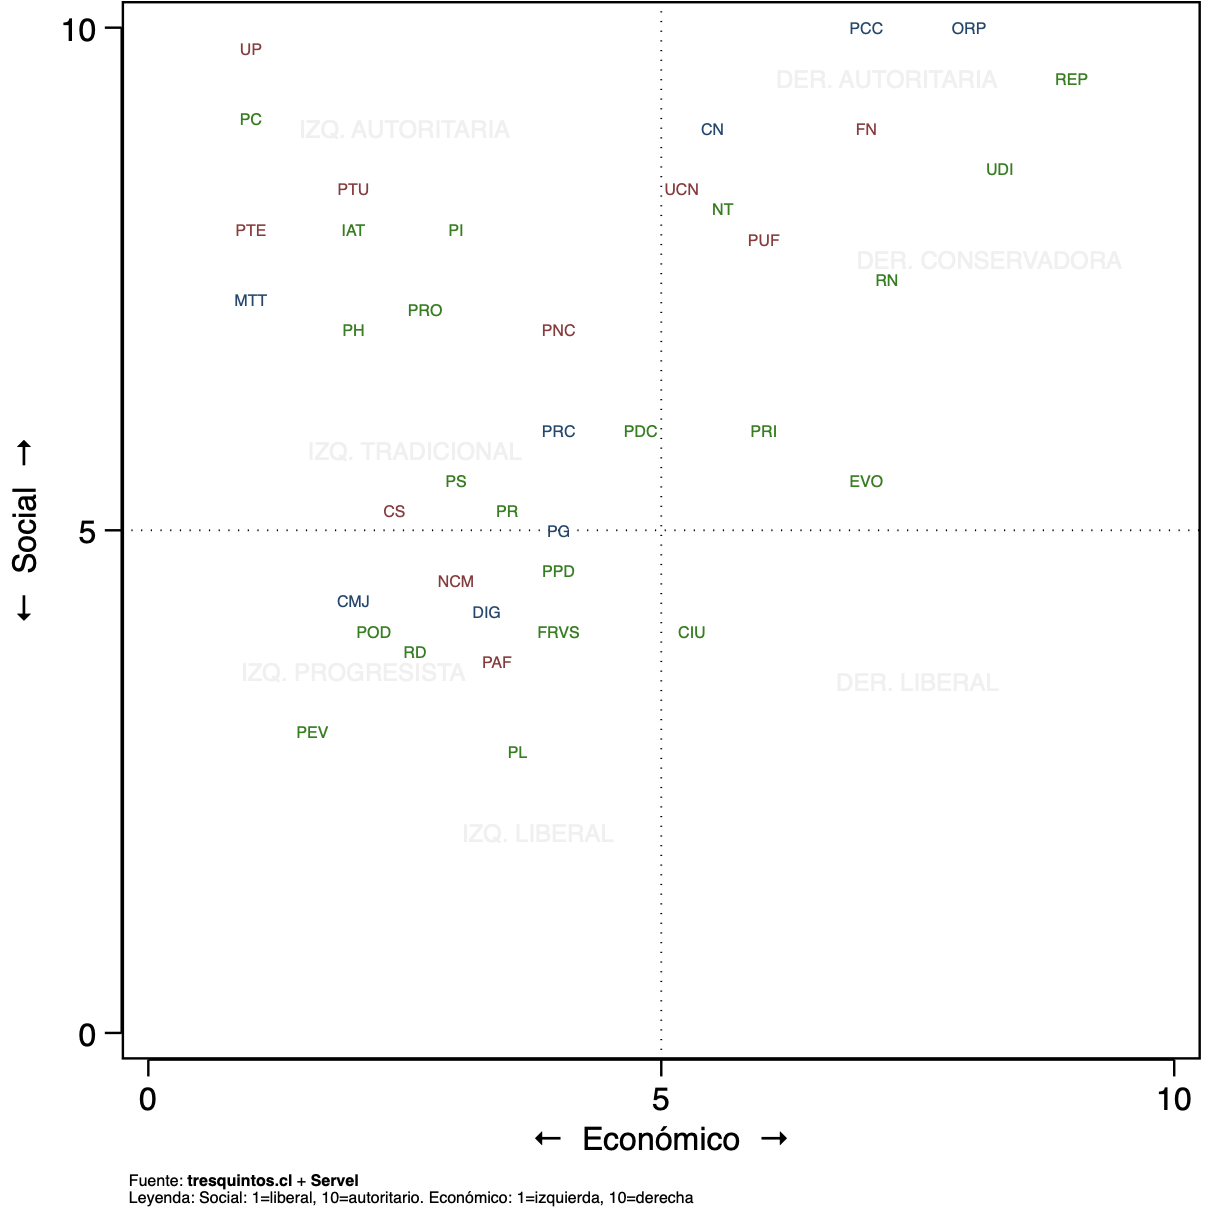 10
PCC ORP
UP
DER. AUTORITARIA REP
PC
IZQ. AUTORITARIA CN FN
UDI
PTU UCN
NT
PTE IAT PI PUF
DER. CONSERVADORA
RN
MTT
PRO
PH PNC
PRC PDC PRI
IZQ. TRADICIONAL
PS EVO
CS PR
5 PG
← Social →
PPD
NCM
CMJ DIG
POD FRVS CIU
RD
PAF
IZQ. PROGRESISTA DER. LIBERAL
PEV
PL
IZQ. LIBERAL
0
0 5 10
← Económico →
Fuente: tresquintos.cl + Servel
Leyenda: Social: 1=liberal, 10=autoritario. Económico: 1=izquierda, 10=derecha